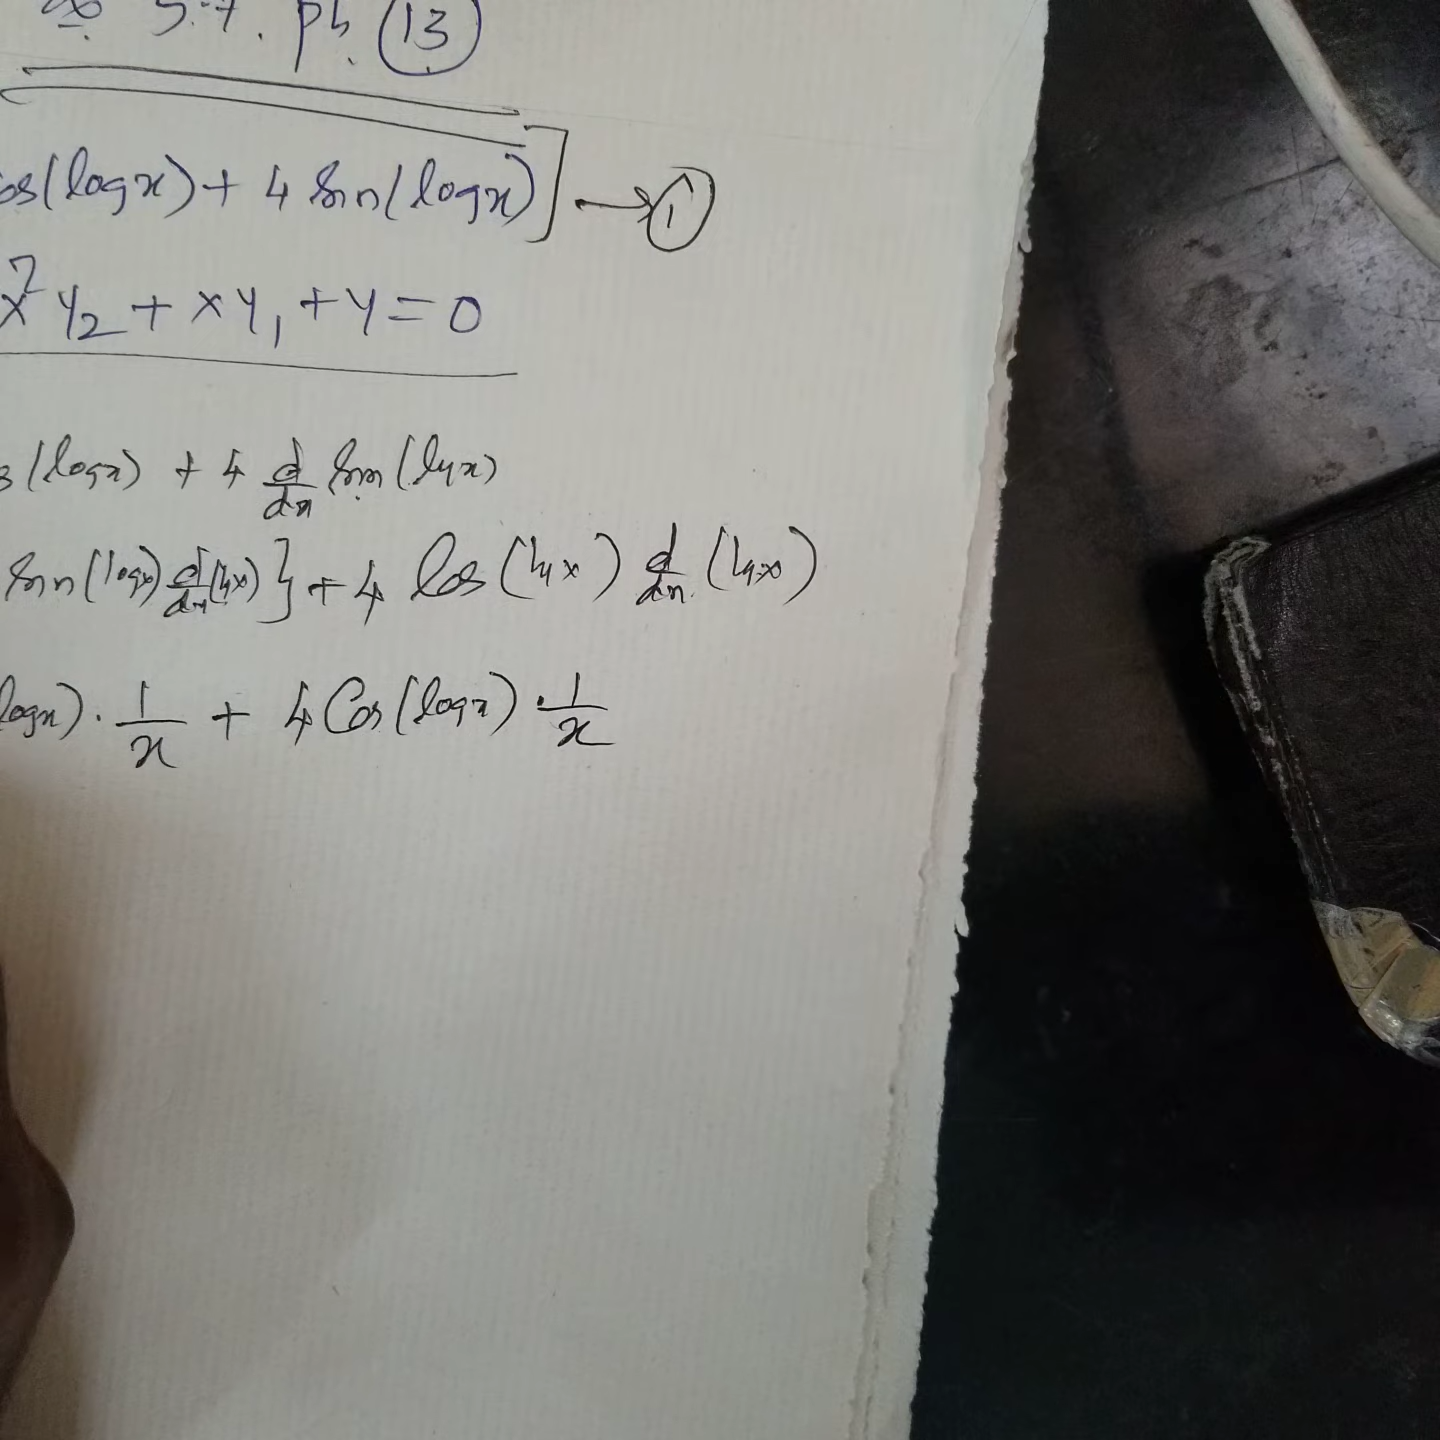 5.7. pb. (13)
os(logx) + 4 Sin(logx)] → (1)
x² y₂ + xy₁ + y = 0
s(logx) + 4 d/dx Sin(logx)
Sin(logx) d/dx (logx)} + 4 Cos(logx) d/dx (logx)
logx) · 1/x + 4 Cos(logx) · 1/x